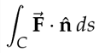 ∫_C F⃗ · n̂ ds